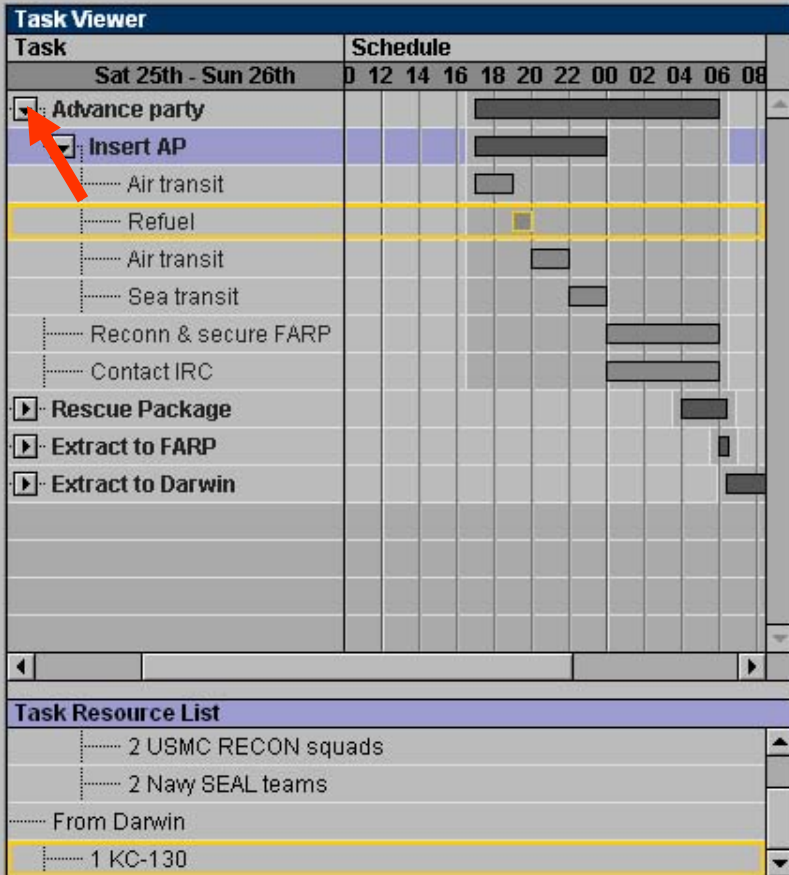 Task Viewer
Task Schedule
Sat 25th - Sun 26th 0 12 14 16 18 20 22 00 02 04 06 08
Advance party
Insert AP
Air transit
Refuel
Air transit
Sea transit
Reconn & secure FARP
Contact IRC
Rescue Package
Extract to FARP
Extract to Darwin
Task Resource List
2 USMC RECON squads
2 Navy SEAL teams
From Darwin
1 KC-130